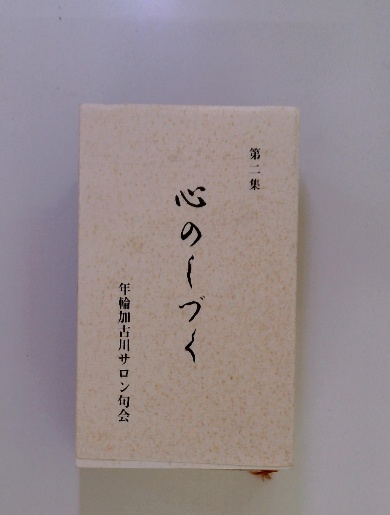 第二集
心のしづく
年輪加古川サロン句会